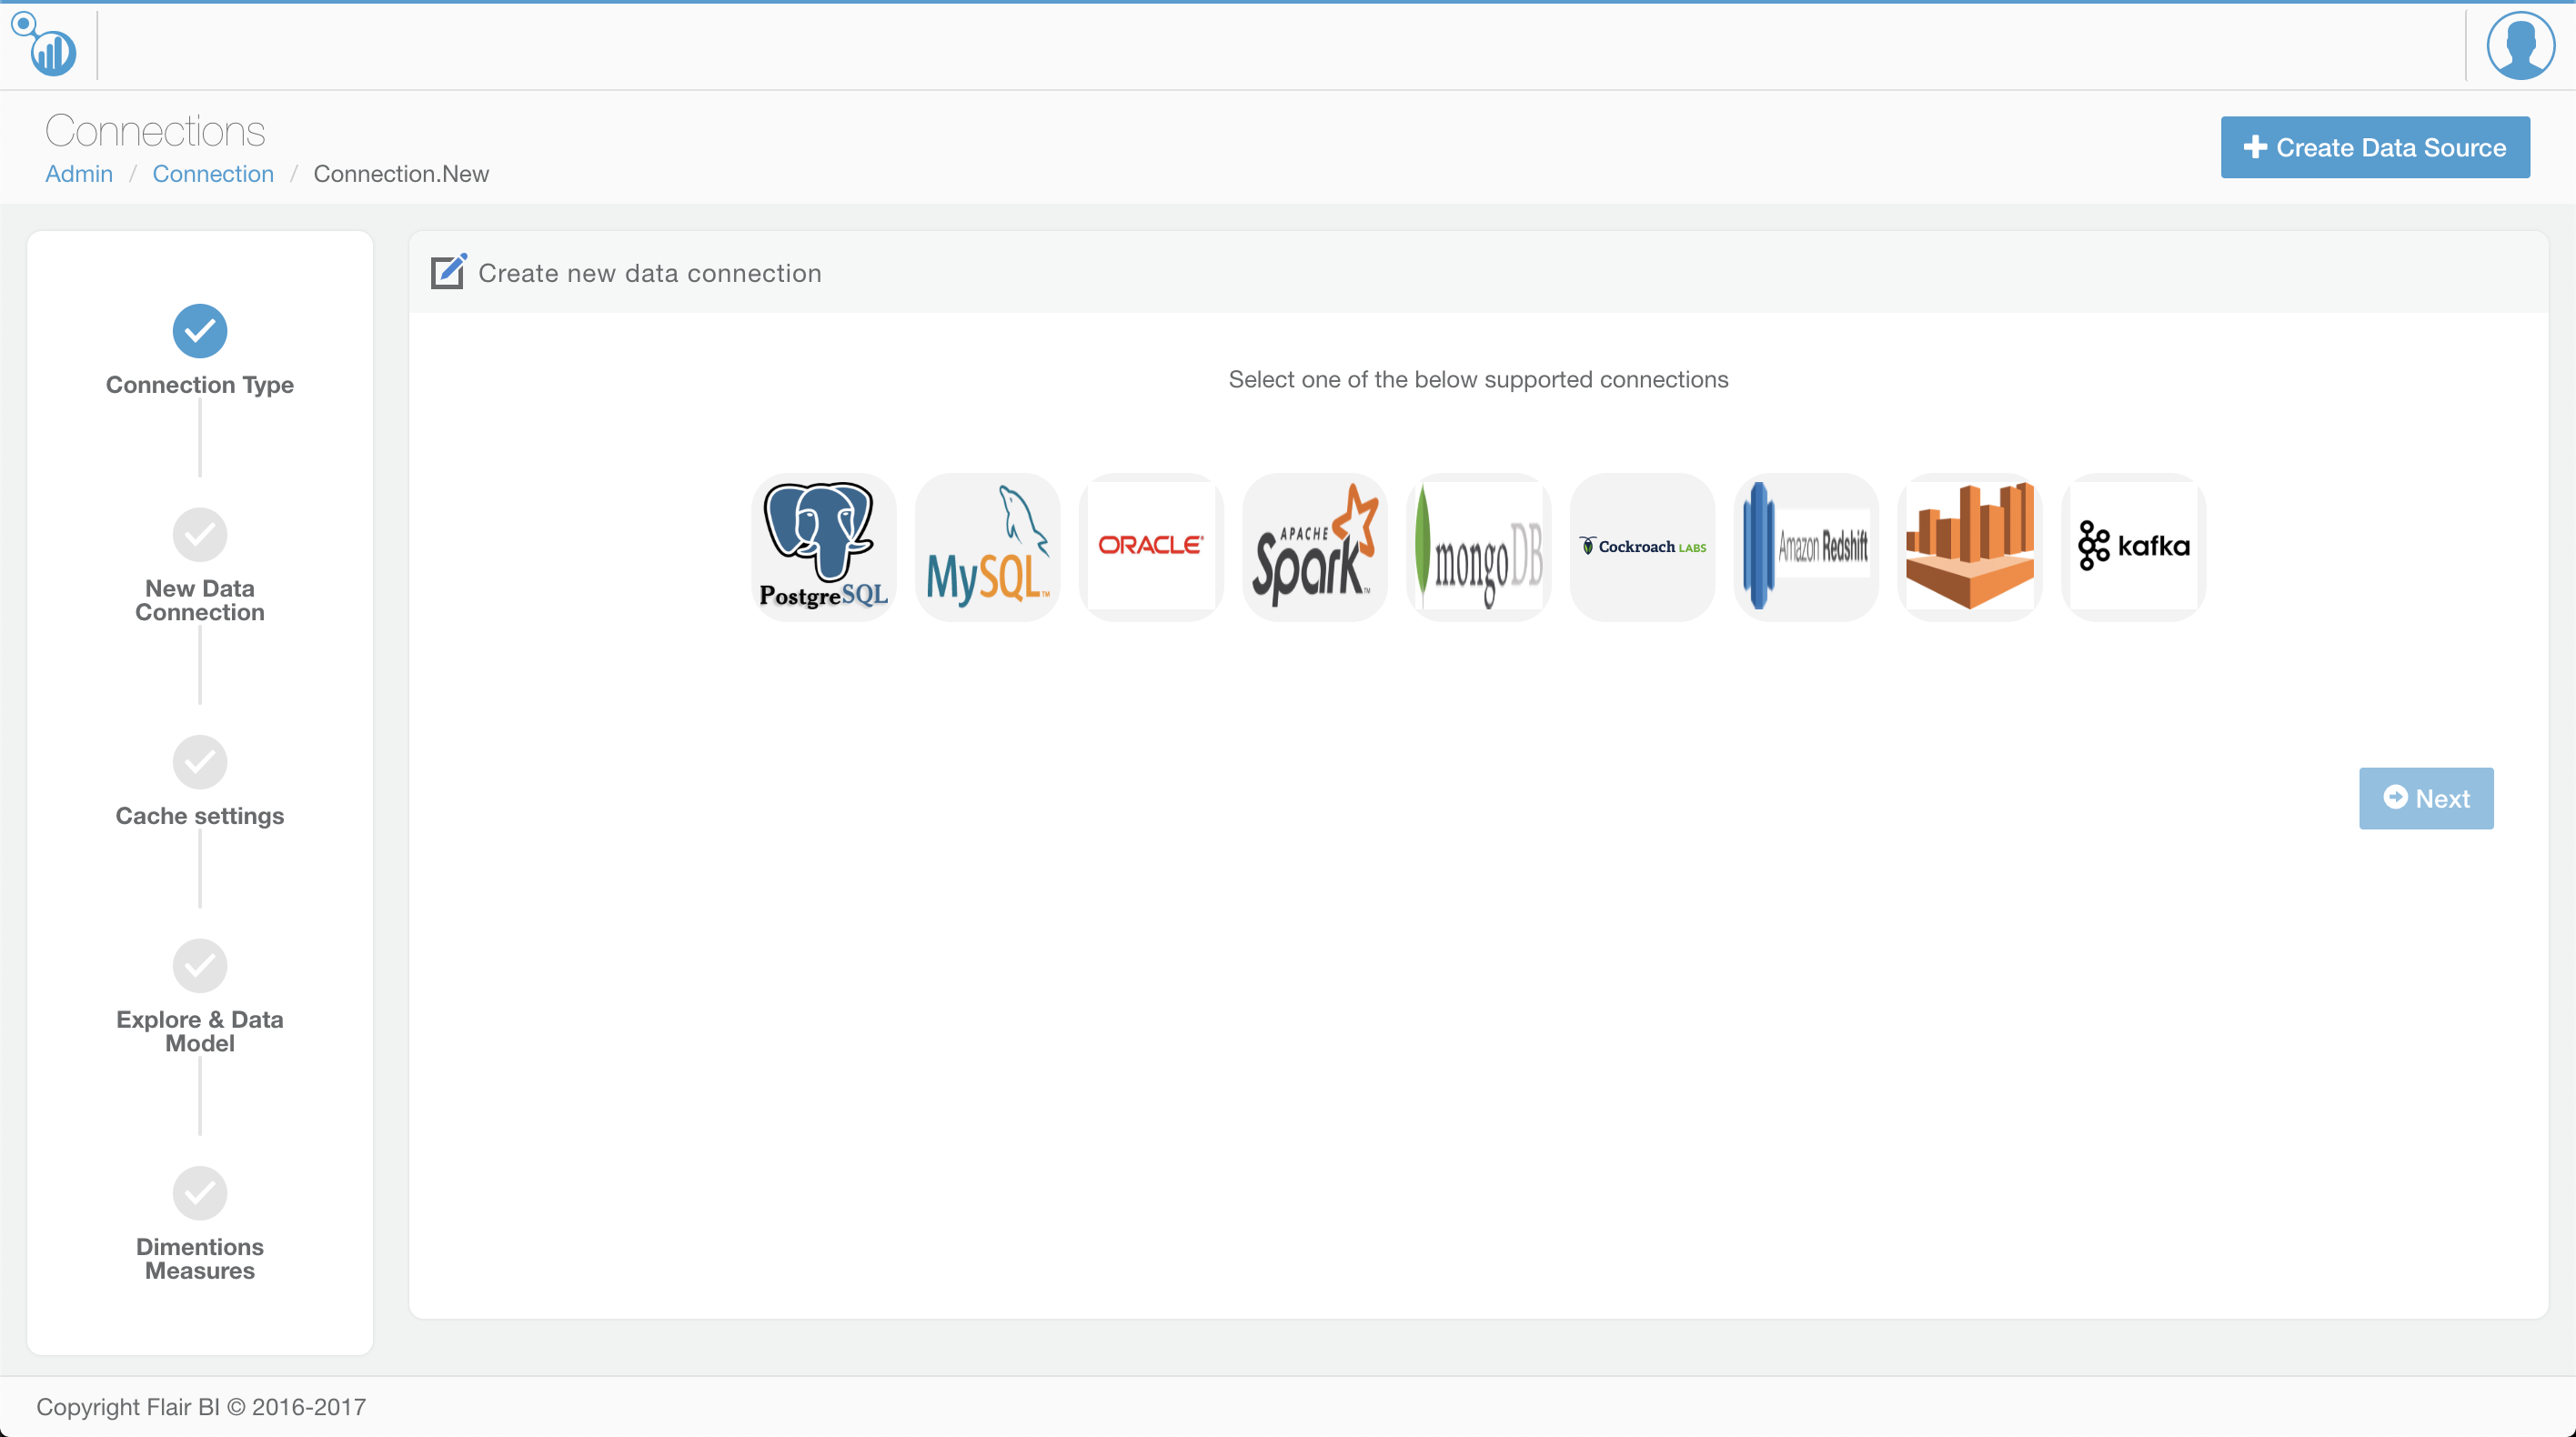 Connections
Admin / Connection / Connection.New
+ Create Data Source
Connection Type
New Data
Connection
Cache settings
Explore & Data
Model
Dimentions
Measures
Create new data connection
Select one of the below supported connections
PostgreSQL
MySQL™
ORACLE®
APACHE
Spark™
mongoDB
Cockroach LABS
Amazon Redshift
kafka
Next
Copyright Flair BI © 2016-2017